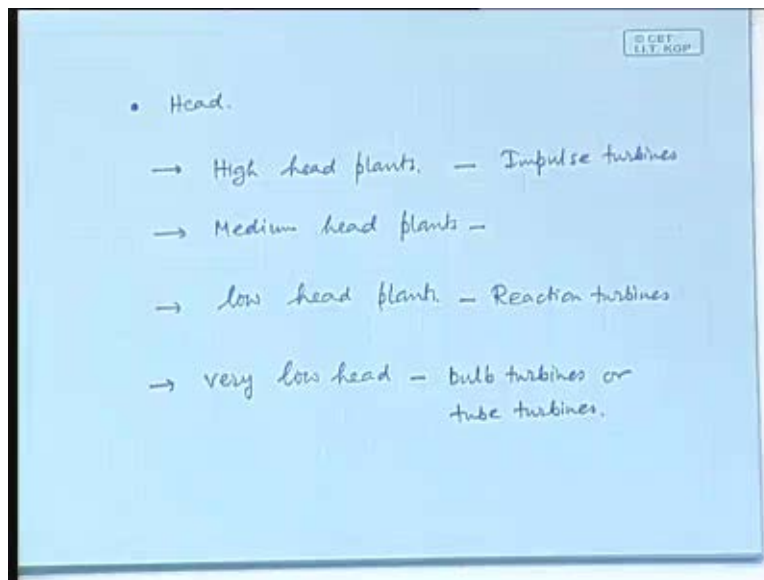 © CET
I.I.T. KGP
• Head.
→ High head plants. – Impulse turbines
→ Medium head plants –
→ low head plants. – Reaction turbines
→ very low head – bulb turbines or
tube turbines.